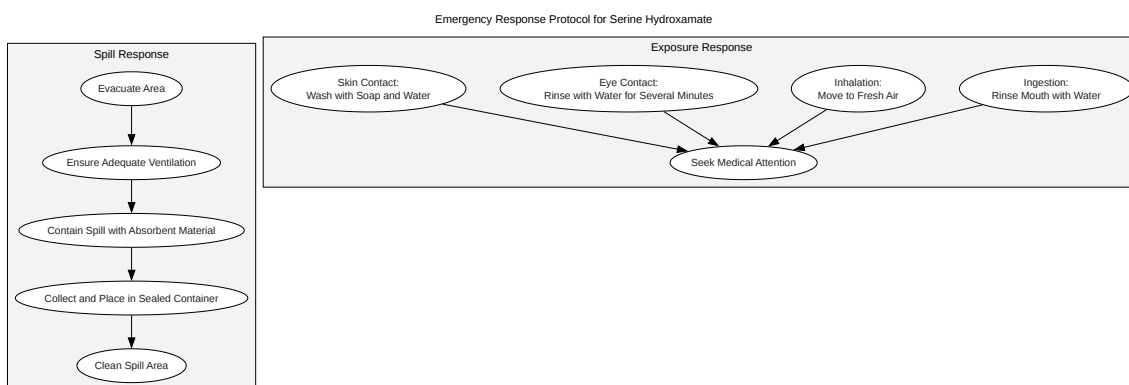 Emergency Response Protocol for Serine Hydroxamate
Spill Response
Evacuate Area
Ensure Adequate Ventilation
Contain Spill with Absorbent Material
Collect and Place in Sealed Container
Clean Spill Area
Exposure Response
Skin Contact:
Wash with Soap and Water
Eye Contact:
Rinse with Water for Several Minutes
Inhalation:
Move to Fresh Air
Ingestion:
Rinse Mouth with Water
Seek Medical Attention